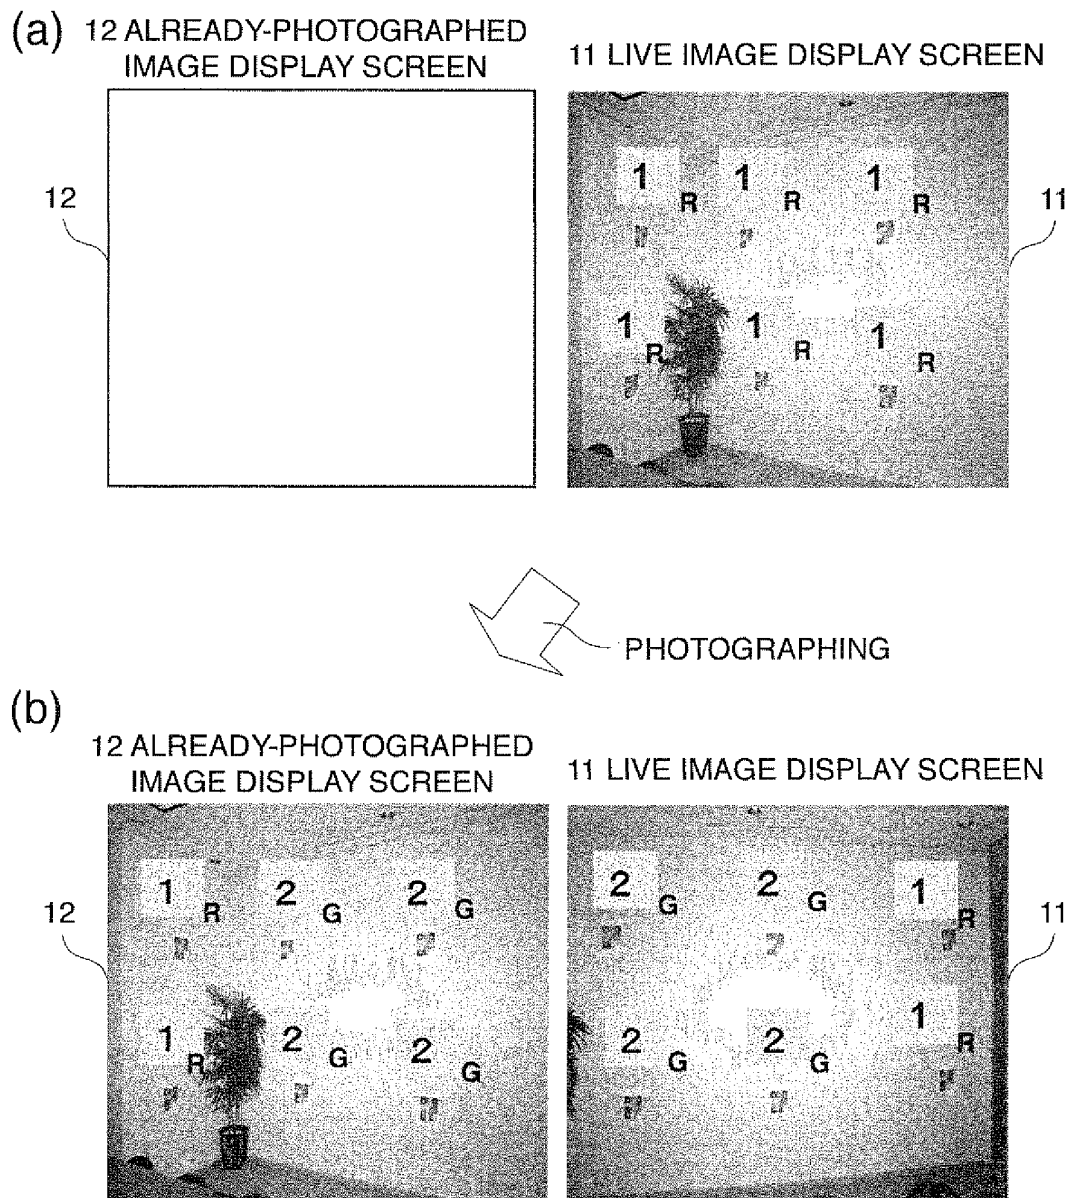 (a)
12 ALREADY-PHOTOGRAPHED
IMAGE DISPLAY SCREEN
11 LIVE IMAGE DISPLAY SCREEN
12
11
1 R 1 R 1 R
1 R 1 R 1 R
PHOTOGRAPHING
(b)
12 ALREADY-PHOTOGRAPHED
IMAGE DISPLAY SCREEN
11 LIVE IMAGE DISPLAY SCREEN
12
11
1 R 2 G 2 G
1 R 2 G 2 G
2 G 2 G 1 R
2 G 2 G 1 R